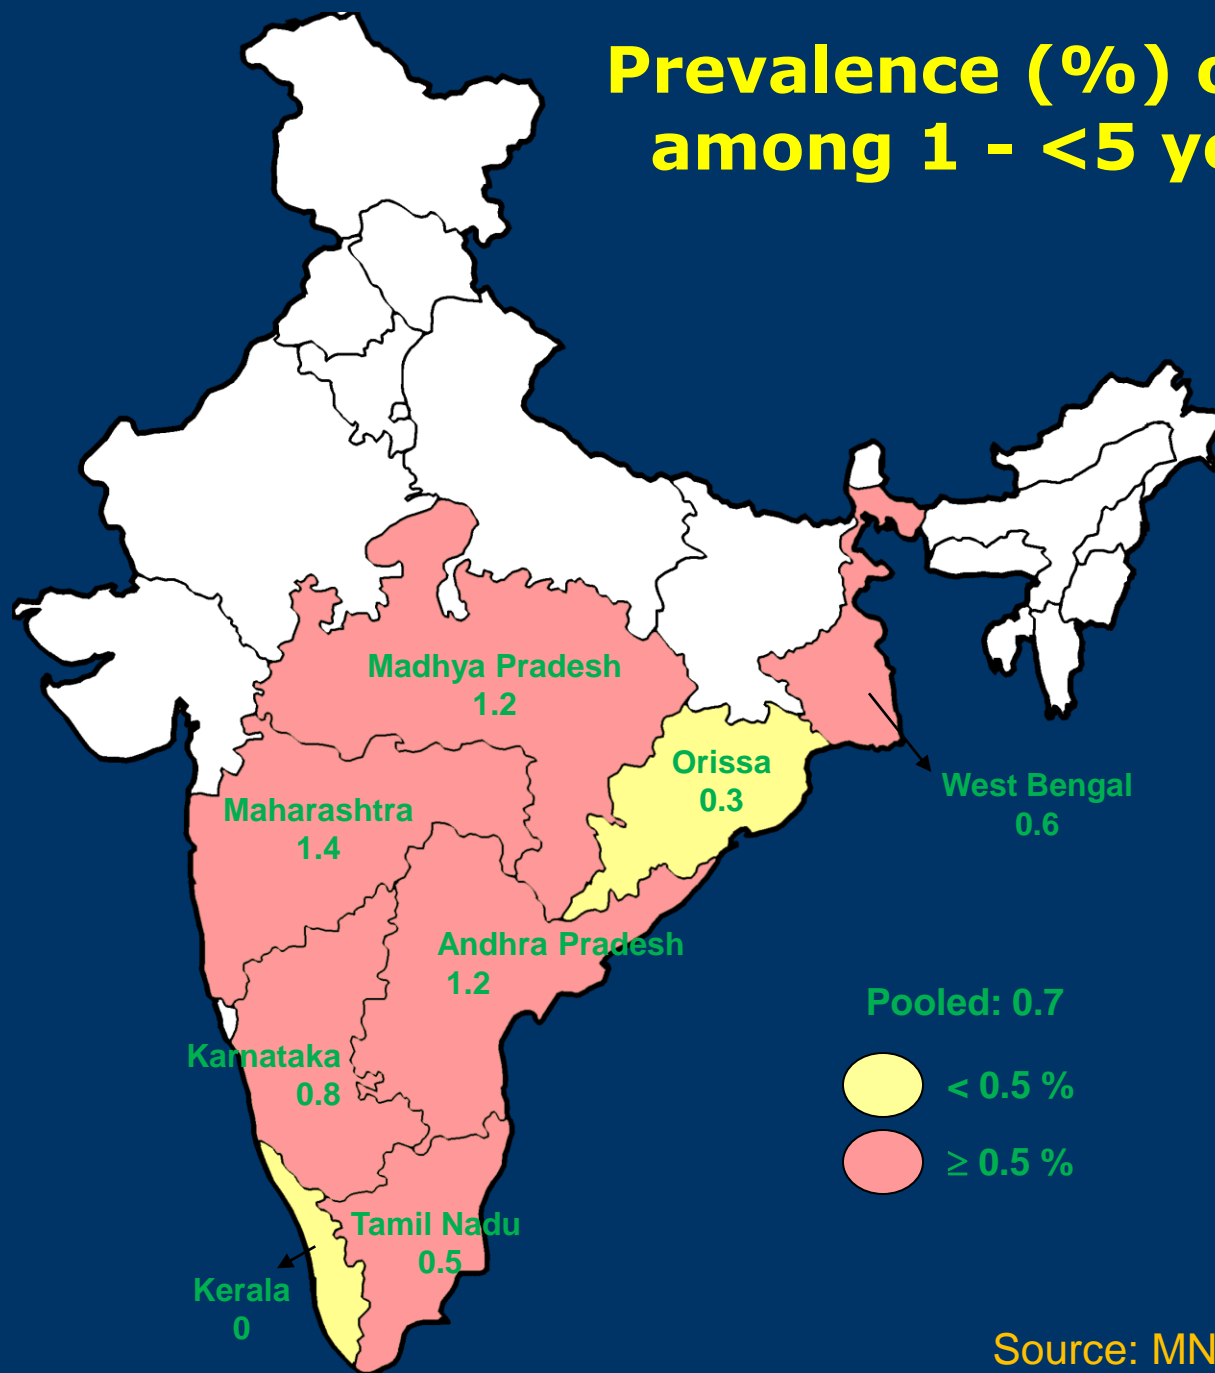 Prevalence (%)
among 1 - <5
Madhya Pradesh
1.2
Orissa
0.3
West Bengal
0.6
Maharashtra
1.4
Andhra Pradesh
1.2
Pooled: 0.7
Karnataka
0.8
< 0.5 %
≥ 0.5 %
Tamil Nadu
0.5
Kerala
0
Source: MN